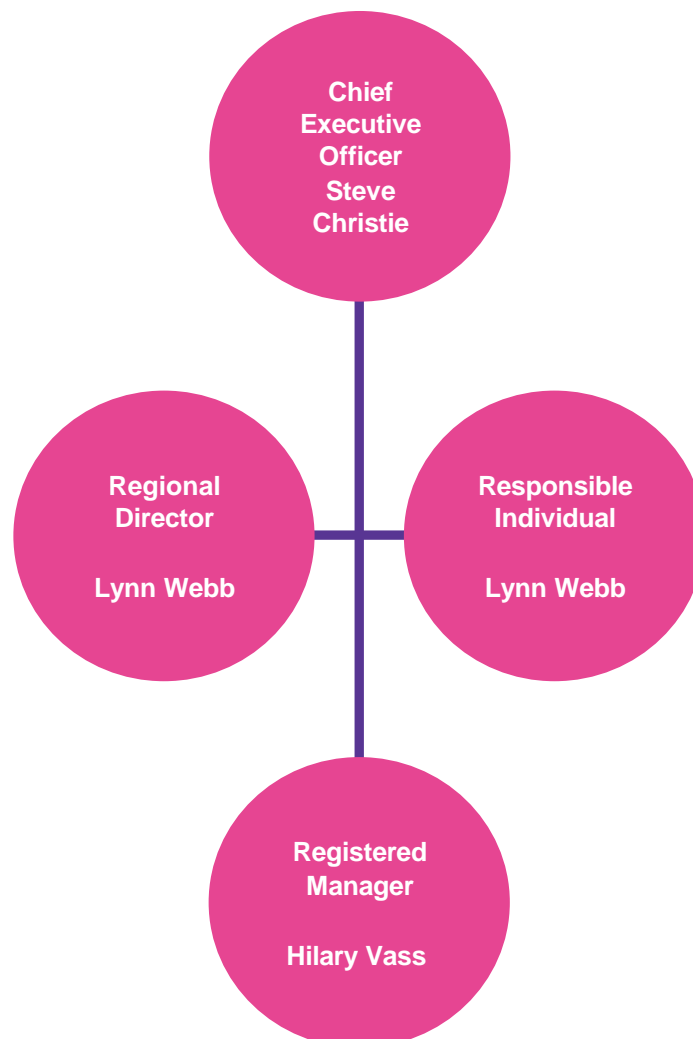 Chief
Executive
Officer
Steve
Christie
Regional
Director
Lynn Webb
Responsible
Individual
Lynn Webb
Registered
Manager
Hilary Vass